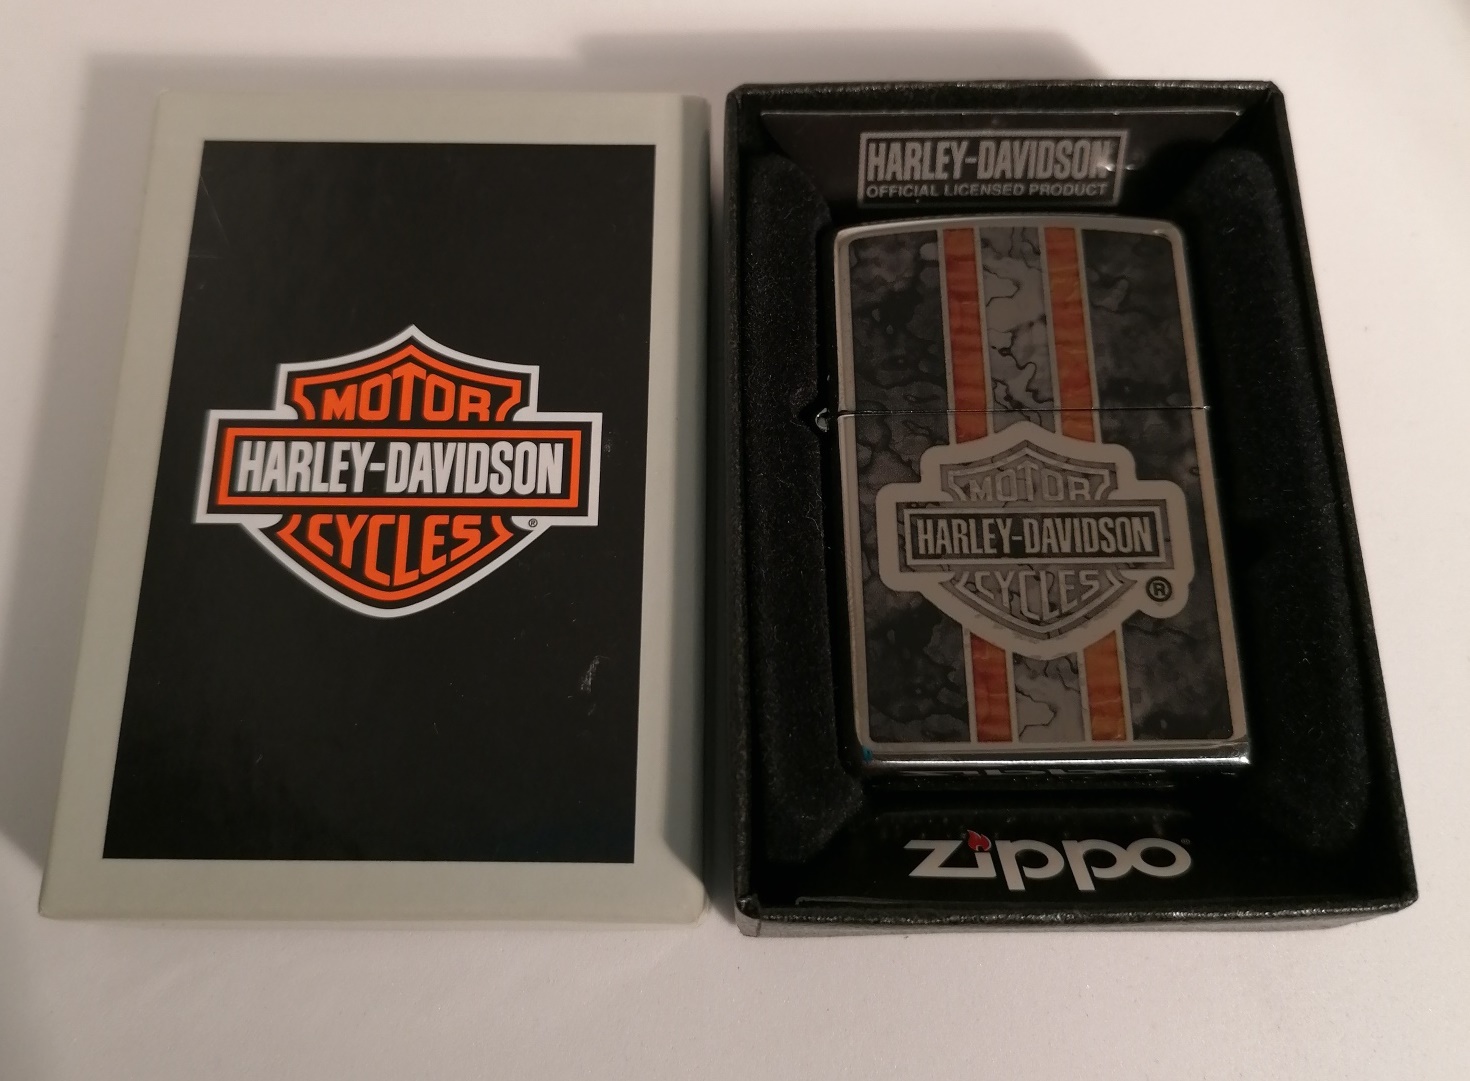 MOTOR
HARLEY-DAVIDSON
CYCLES
®
HARLEY-DAVIDSON
OFFICIAL LICENSED PRODUCT
MOTOR
HARLEY-DAVIDSON
CYCLES
®
zippo